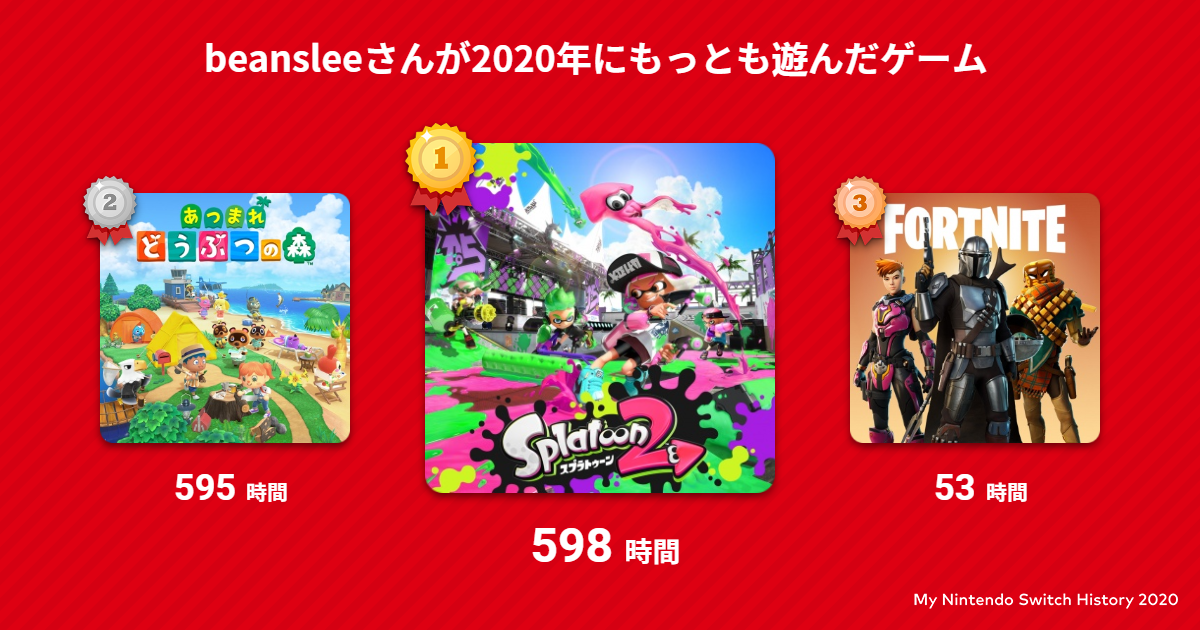 beansleeさんが2020年にもっとも遊んだゲーム
2
あつまれ
どうぶつの森
595 時間
1
Splatoon 2
スプラトゥーン
598 時間
3
FORTNITE
53 時間
My Nintendo Switch History 2020